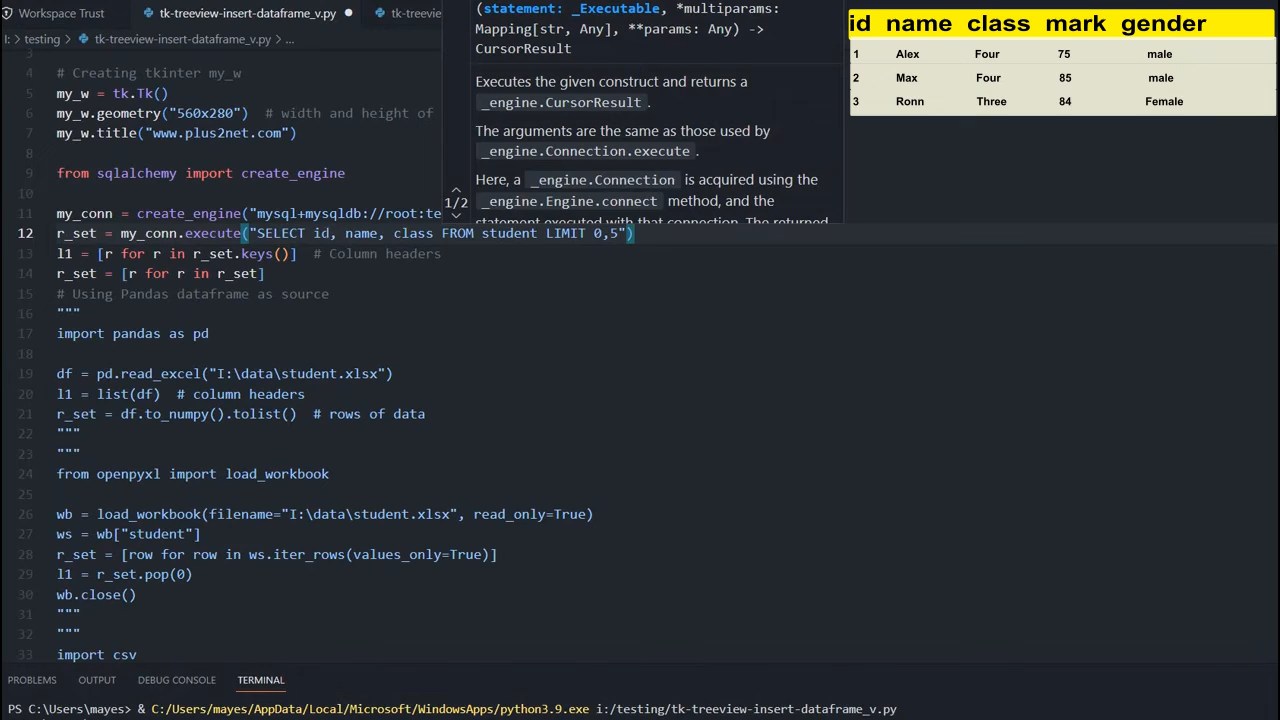 Workspace Trust
tk-treeview-insert-dataframe_v.py
tk-treevie
I: > testing > tk-treeview-insert-dataframe_v.py > ...
(statement: _Executable, *multiparams:
Mapping[str, Any], **params: Any) ->
CursorResult
Executes the given construct and returns a
_engine.CursorResult .
The arguments are the same as those used by
_engine.Connection.execute .
Here, a _engine.Connection is acquired using the
_engine.Engine.connect method, and the
statement executed with that connection. The returned
1/2
id name class mark gender
1 Alex Four 75 male
2 Max Four 85 male
3 Ronn Three 84 Female
3
4 # Creating tkinter my_w
5 my_w = tk.Tk()
6 my_w.geometry("560x280") # width and height of
7 my_w.title("www.plus2net.com")
8
9 from sqlalchemy import create_engine
10
11 my_conn = create_engine("mysql+mysqldb://root:te
12 r_set = my_conn.execute("SELECT id, name, class FROM student LIMIT 0,5")
13 l1 = [r for r in r_set.keys()] # Column headers
14 r_set = [r for r in r_set]
15 # Using Pandas dataframe as source
16 """
17 import pandas as pd
18
19 df = pd.read_excel("I:\data\student.xlsx")
20 l1 = list(df) # column headers
21 r_set = df.to_numpy().tolist() # rows of data
22 """
23 """
24 from openpyxl import load_workbook
25
26 wb = load_workbook(filename="I:\data\student.xlsx", read_only=True)
27 ws = wb["student"]
28 r_set = [row for row in ws.iter_rows(values_only=True)]
29 l1 = r_set.pop(0)
30 wb.close()
31 """
32 """
33 import csv
PROBLEMS OUTPUT DEBUG CONSOLE TERMINAL
PS C:\Users\mayes> & C:/Users/mayes/AppData/Local/Microsoft/WindowsApps/python3.9.exe i:/testing/tk-treeview-insert-dataframe_v.py